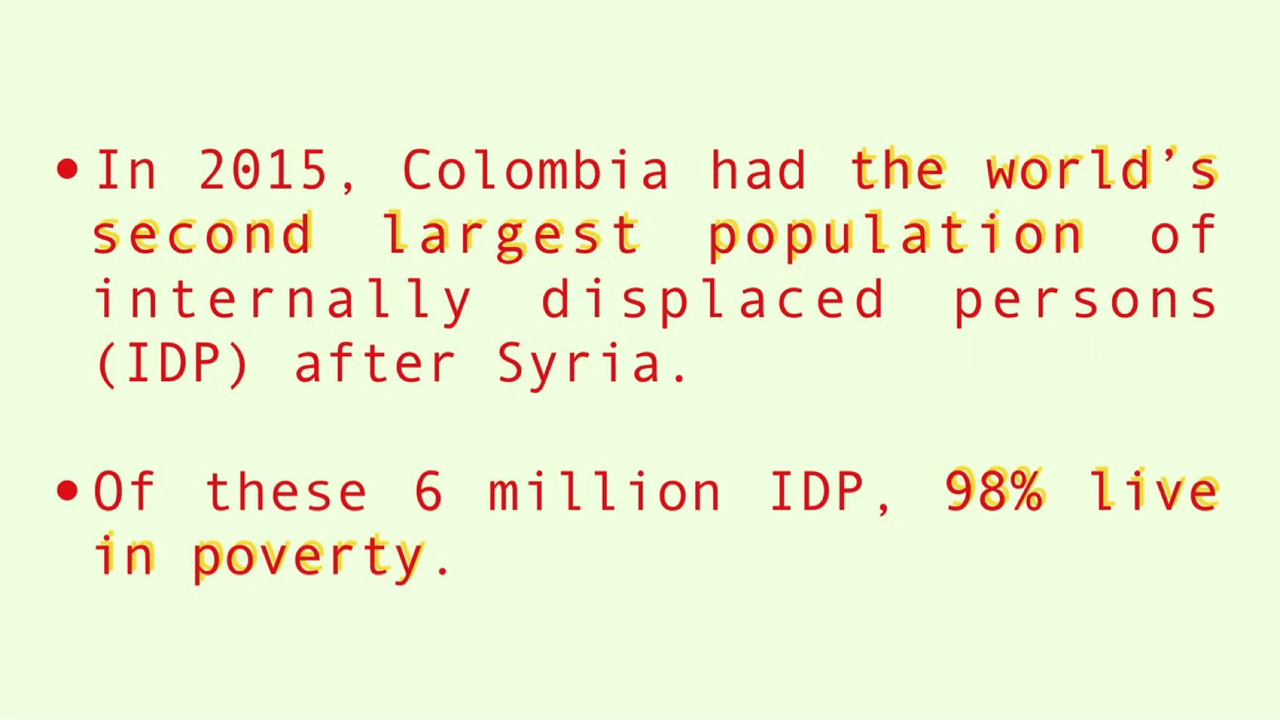 •In 2015, Colombia had the world’s
second largest population of
internally displaced persons
(IDP) after Syria.
•Of these 6 million IDP, 98% live
in poverty.